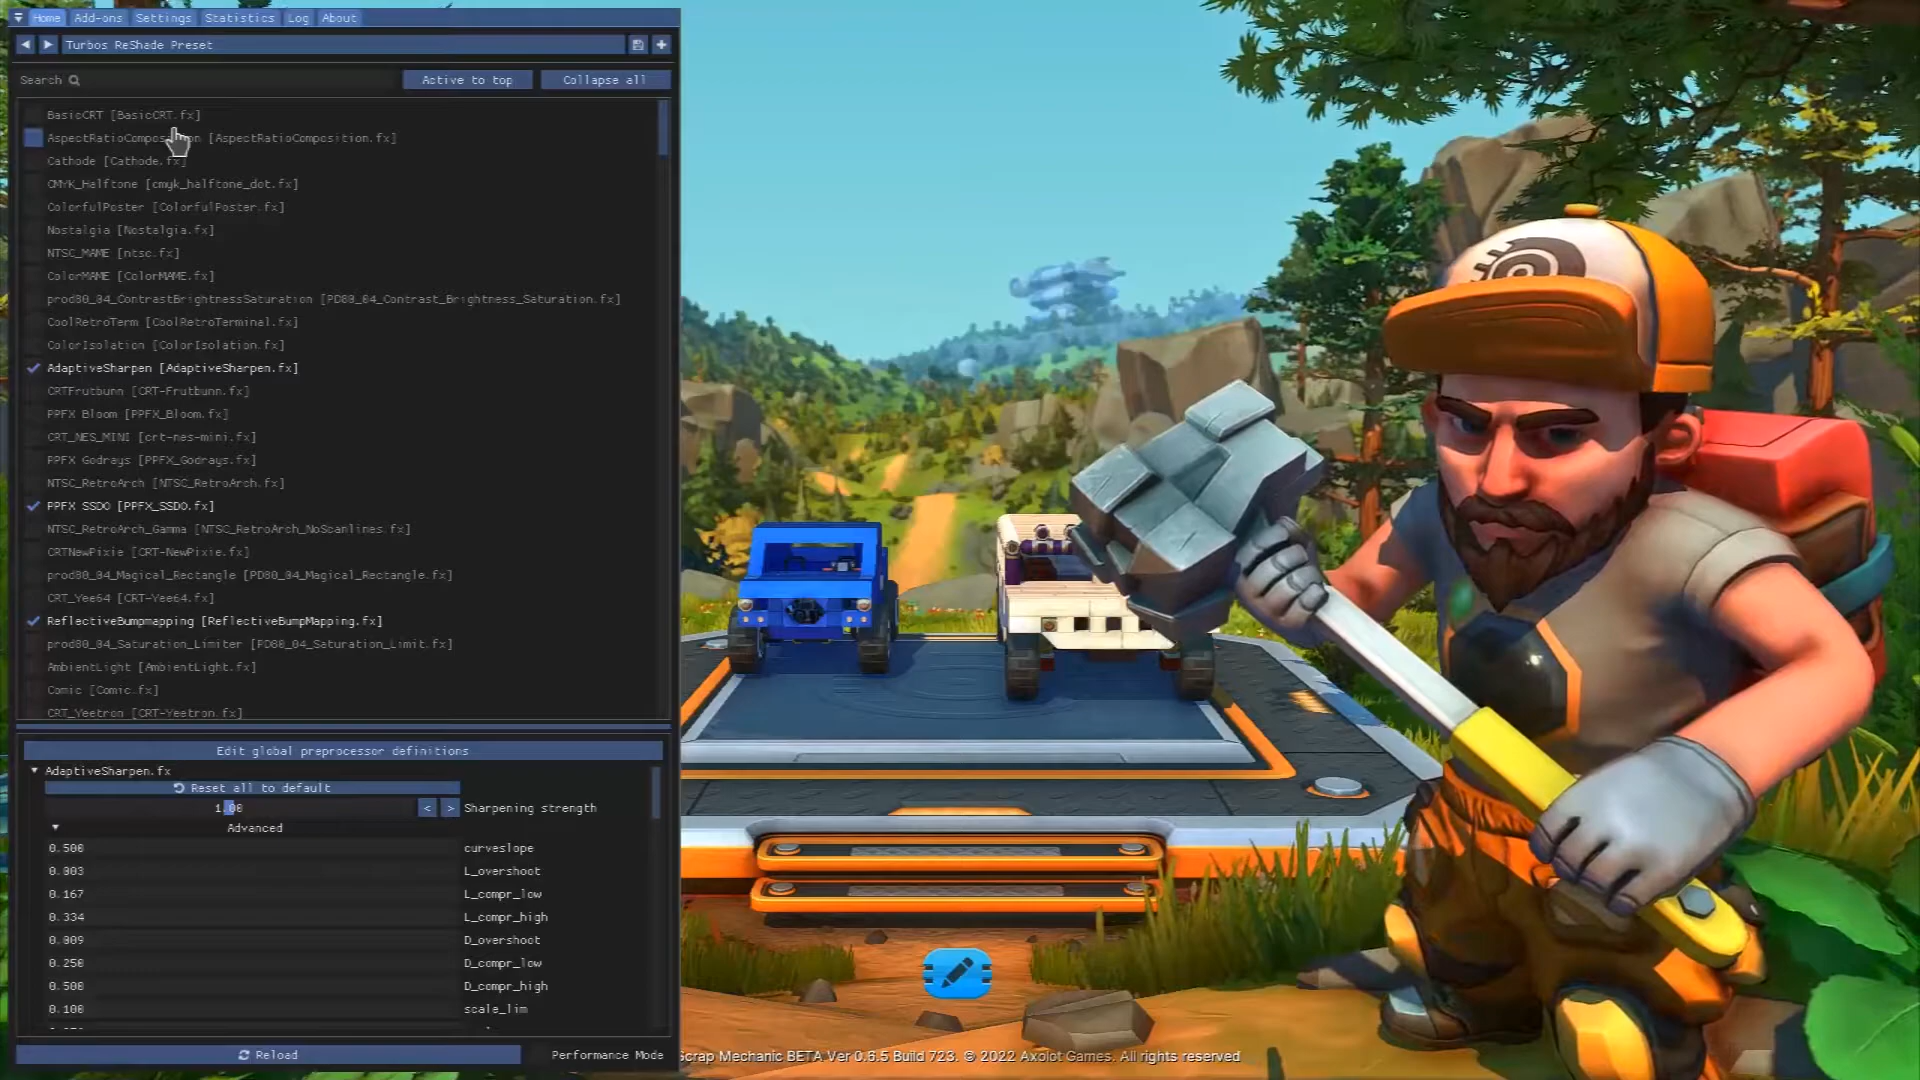 Home Add-ons Settings Statistics Log About
Turbos ReShade Preset
Search Active to top Collapse all
BasicCRT [BasicCRT.fx]
AspectRatioComposition [AspectRatioComposition.fx]
Cathode [Cathode.fx]
CMYK_Halftone [cmyk_halftone_dot.fx]
ColorfulPoster [ColorfulPoster.fx]
Nostalgia [Nostalgia.fx]
NTSC_MAME [ntsc.fx]
ColorMAME [ColorMAME.fx]
prod80_04_ContrastBrightnessSaturation [PD80_04_Contrast_Brightness_Saturation.fx]
CoolRetroTerm [CoolRetroTerminal.fx]
ColorIsolation [ColorIsolation.fx]
AdaptiveSharpen [AdaptiveSharpen.fx]
CRTFrutbunn [CRT-Frutbunn.fx]
PPFX Bloom [PPFX_Bloom.fx]
CRT_NES_MINI [crt-nes-mini.fx]
PPFX Godrays [PPFX_Godrays.fx]
NTSC_RetroArch [NTSC_RetroArch.fx]
PPFX SSDO [PPFX_SSDO.fx]
NTSC_RetroArch_Gamma [NTSC_RetroArch_NoScanlines.fx]
CRTNewPixie [CRT-NewPixie.fx]
prod80_04_Magical_Rectangle [PD80_04_Magical_Rectangle.fx]
CRT_Yee64 [CRT-Yee64.fx]
ReflectiveBumpmapping [ReflectiveBumpMapping.fx]
prod80_04_Saturation_Limiter [PD80_04_Saturation_Limit.fx]
AmbientLight [AmbientLight.fx]
Comic [Comic.fx]
CRT_Yeetron [CRT-Yeetron.fx]
Edit global preprocessor definitions
AdaptiveSharpen.fx
Reset all to default
1.00 < > Sharpening strength
Advanced
0.500 curveslope
0.003 L_overshoot
0.167 L_compr_low
0.334 L_compr_high
0.009 D_overshoot
0.250 D_compr_low
0.500 D_compr_high
0.100 scale_lim
Reload Performance Mode
Scrap Mechanic BETA Ver 0.6.5 Build 723. © 2022 Axolot Games. All rights reserved